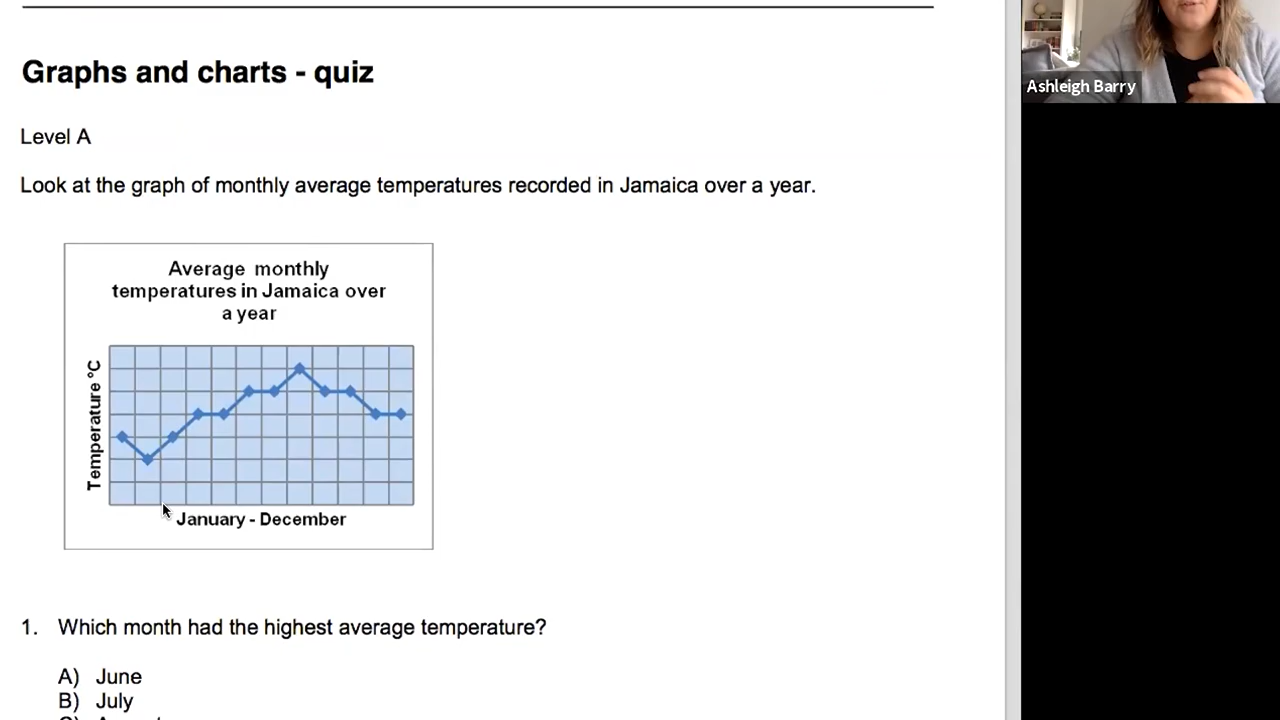 Graphs and charts - quiz
Ashleigh Barry
Level A
Look at the graph of monthly average temperatures recorded in Jamaica over a year.
Average monthly
temperatures in Jamaica over
a year
Temperature °C
January - December
1. Which month had the highest average temperature?
A) June
B) July